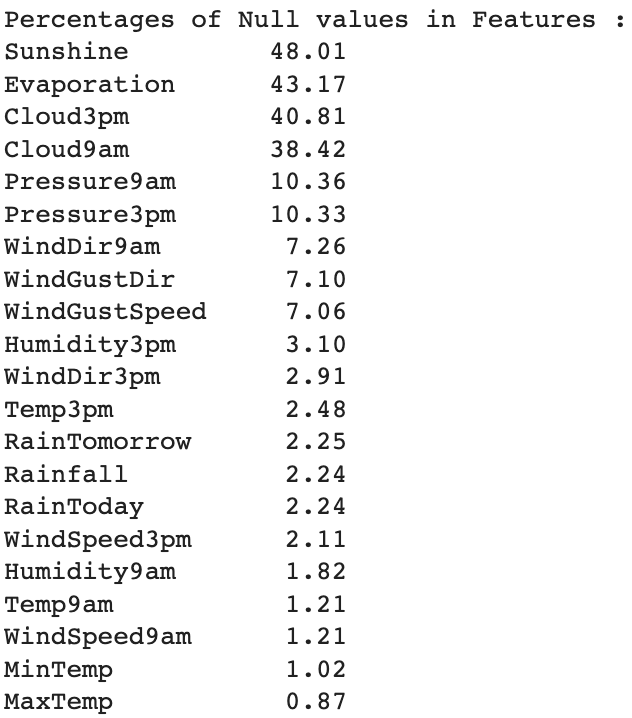 Percentages of Null values in Features :
Sunshine 48.01
Evaporation 43.17
Cloud3pm 40.81
Cloud9am 38.42
Pressure9am 10.36
Pressure3pm 10.33
WindDir9am 7.26
WindGustDir 7.10
WindGustSpeed 7.06
Humidity3pm 3.10
WindDir3pm 2.91
Temp3pm 2.48
RainTomorrow 2.25
Rainfall 2.24
RainToday 2.24
WindSpeed3pm 2.11
Humidity9am 1.82
Temp9am 1.21
WindSpeed9am 1.21
MinTemp 1.02
MaxTemp 0.87